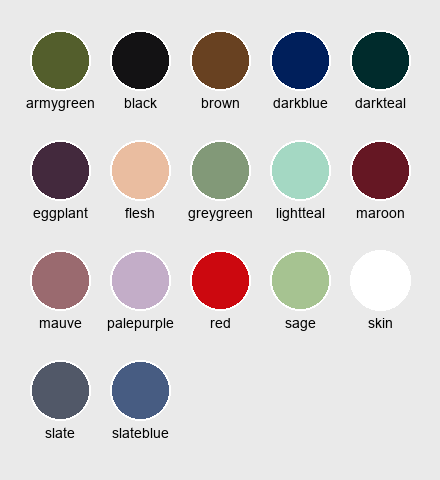 armygreen black brown darkblue darkteal
eggplant flesh greygreen lightteal maroon
mauve palepurple red sage skin
slate slateblue